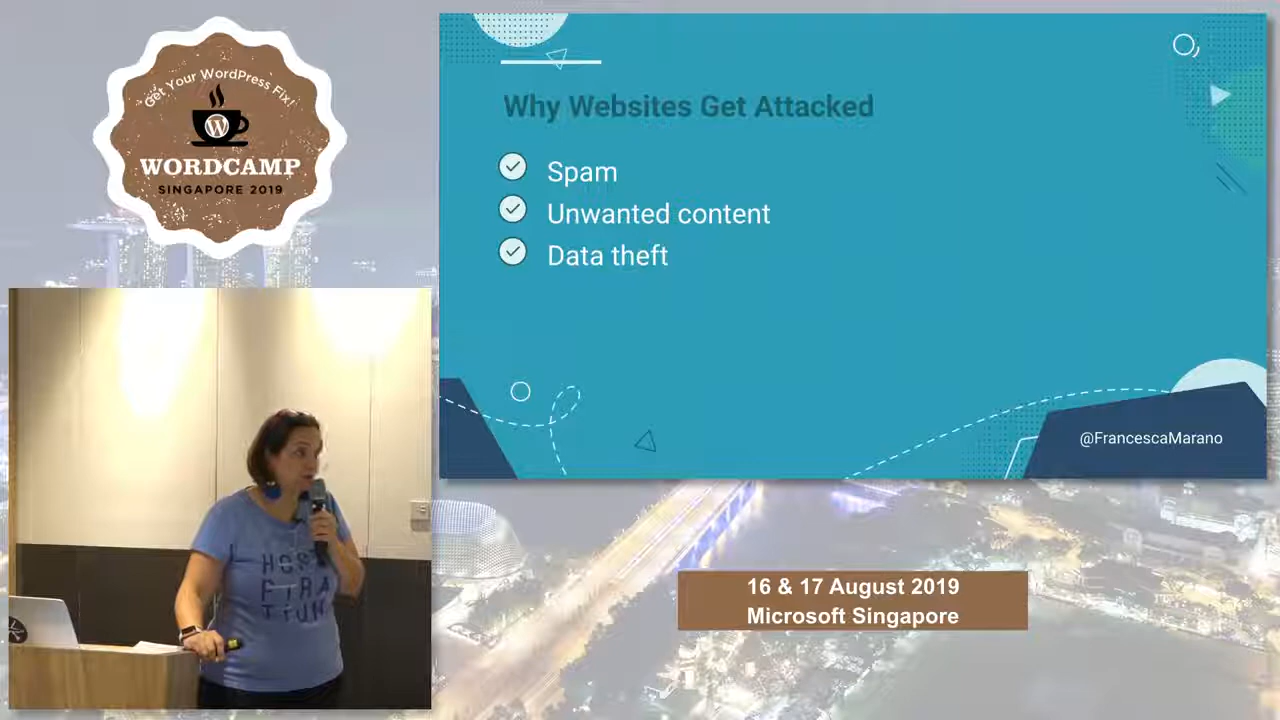 Get Your WordPress Fix!
WORDCAMP
SINGAPORE 2019
Why Websites Get Attacked
Spam
Unwanted content
Data theft
@FrancescaMarano
16 & 17 August 2019
Microsoft Singapore